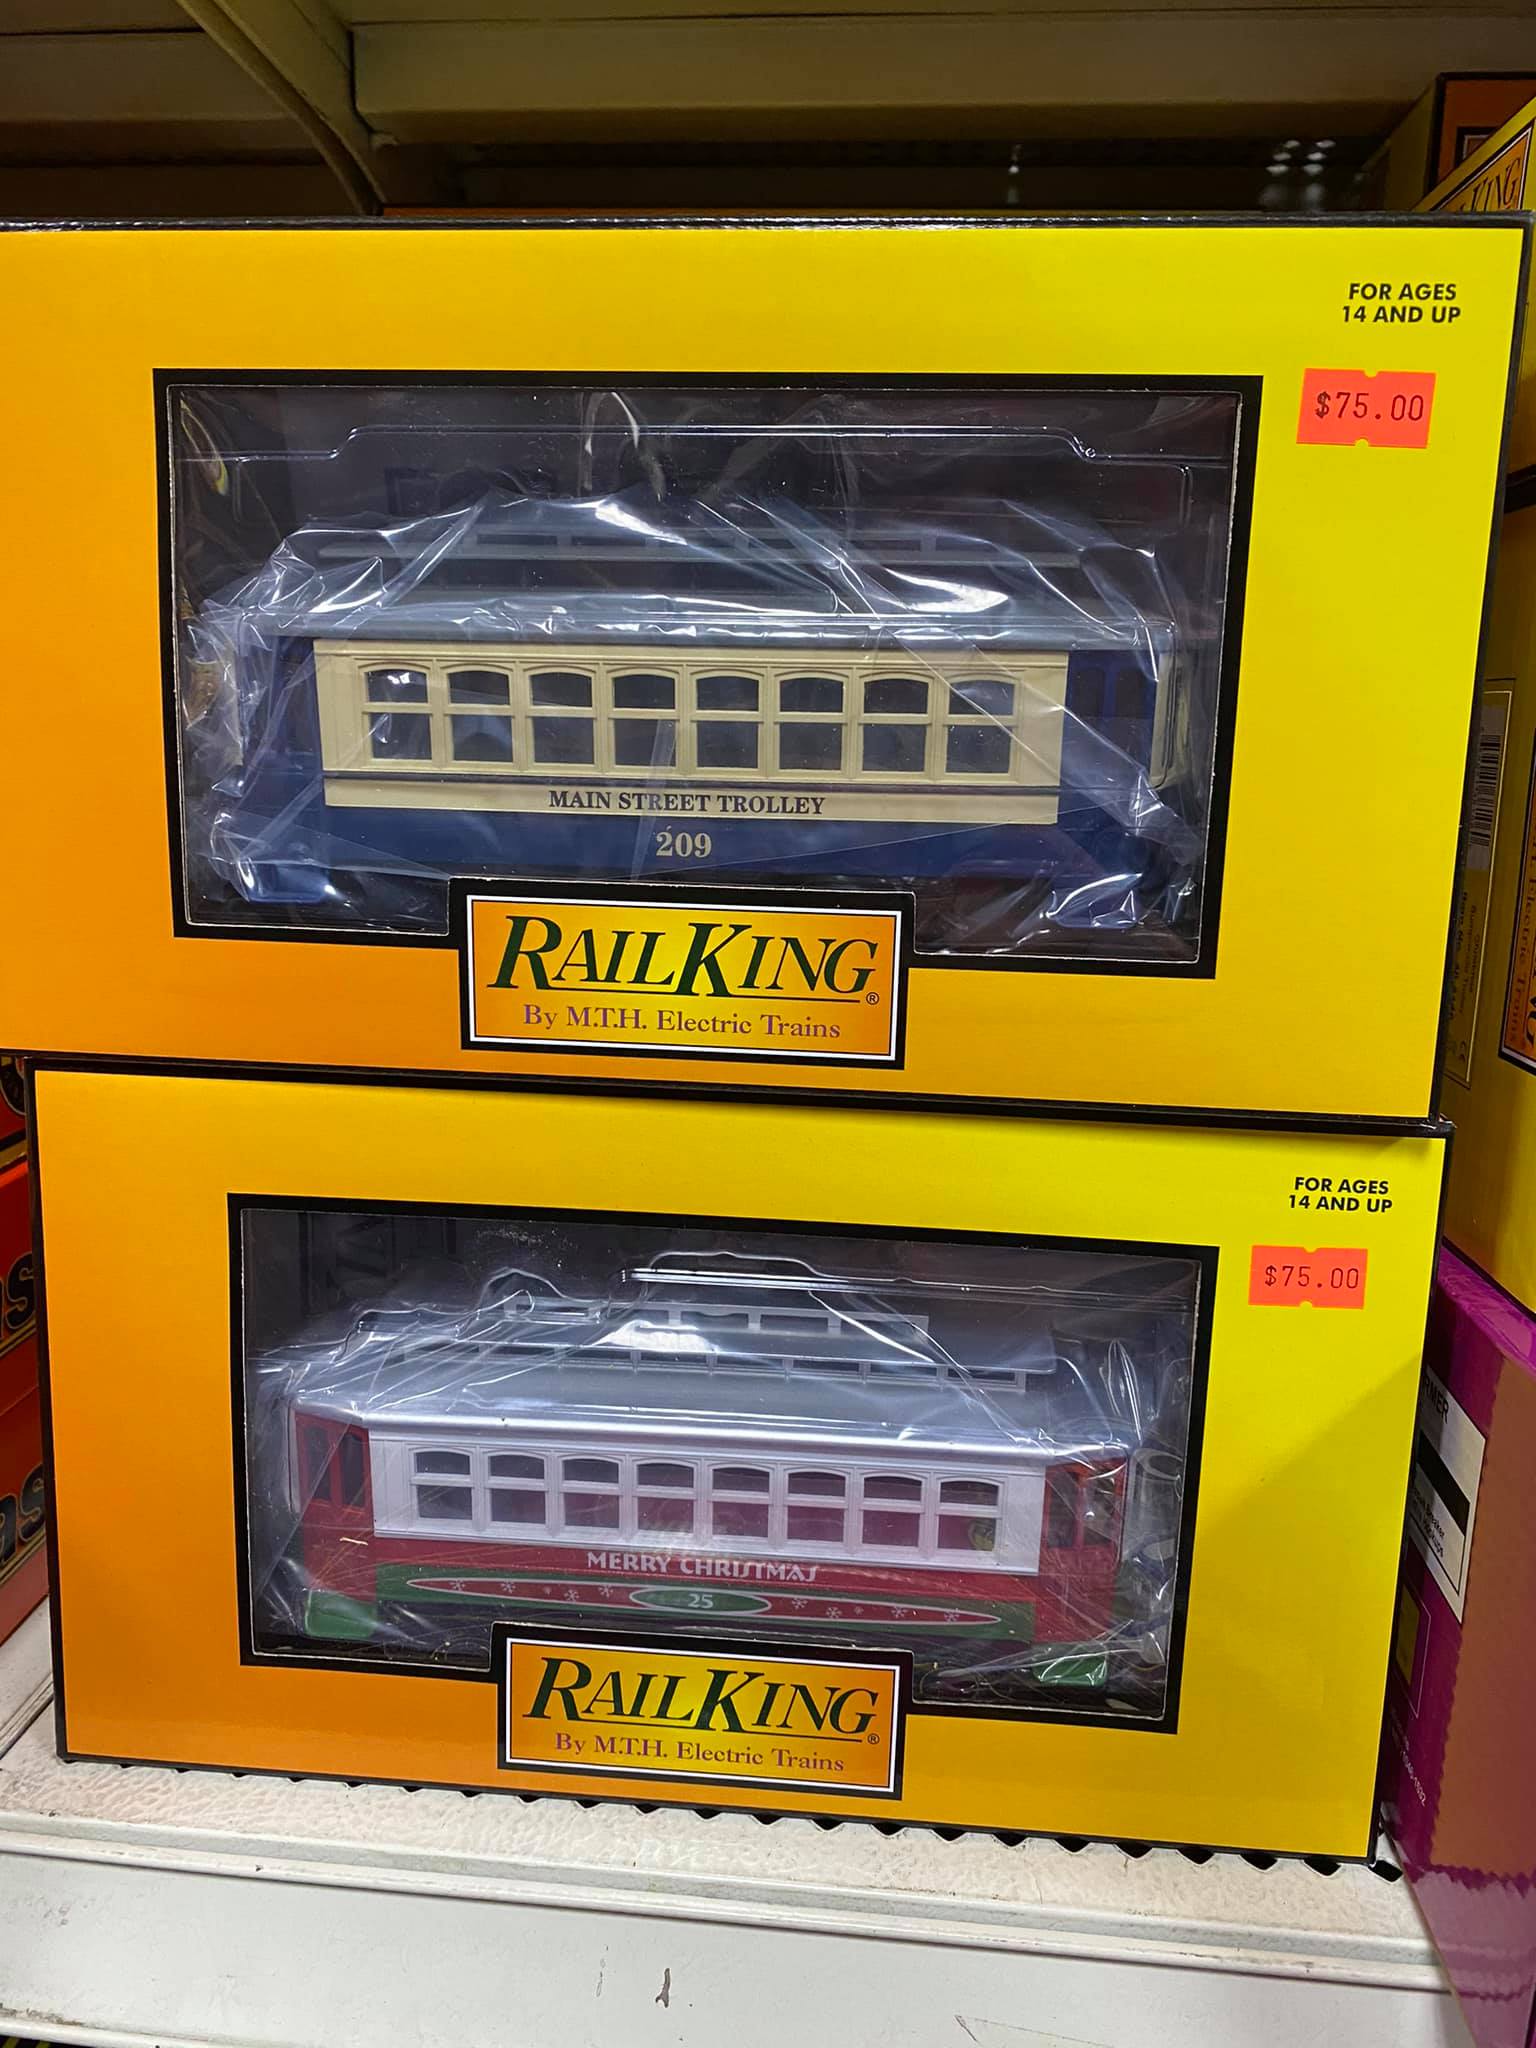 KING
FOR AGES
14 AND UP
$75.00
MAIN STREET TROLLEY
209
RAILKING®
By M.T.H. Electric Trains
FOR AGES
14 AND UP
$75.00
MERRY CHRISTMAS
25
RAILKING®
By M.T.H. Electric Trains